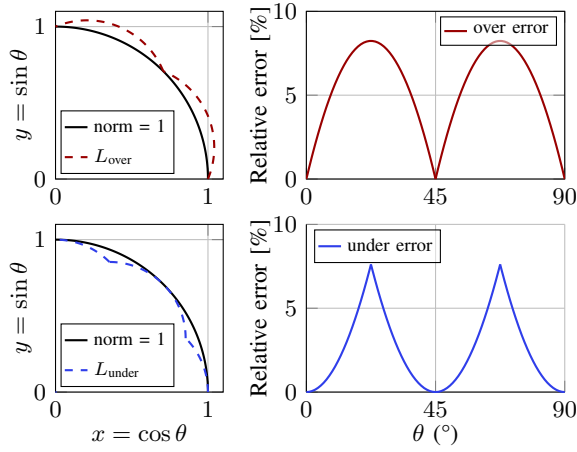 y = sin θ
1
0
0
1
norm = 1
L_over
Relative error [%]
10
5
0
0
45
90
over error
y = sin θ
1
0
0
1
norm = 1
L_under
x = cos θ
Relative error [%]
10
5
0
0
45
90
under error
θ (°)